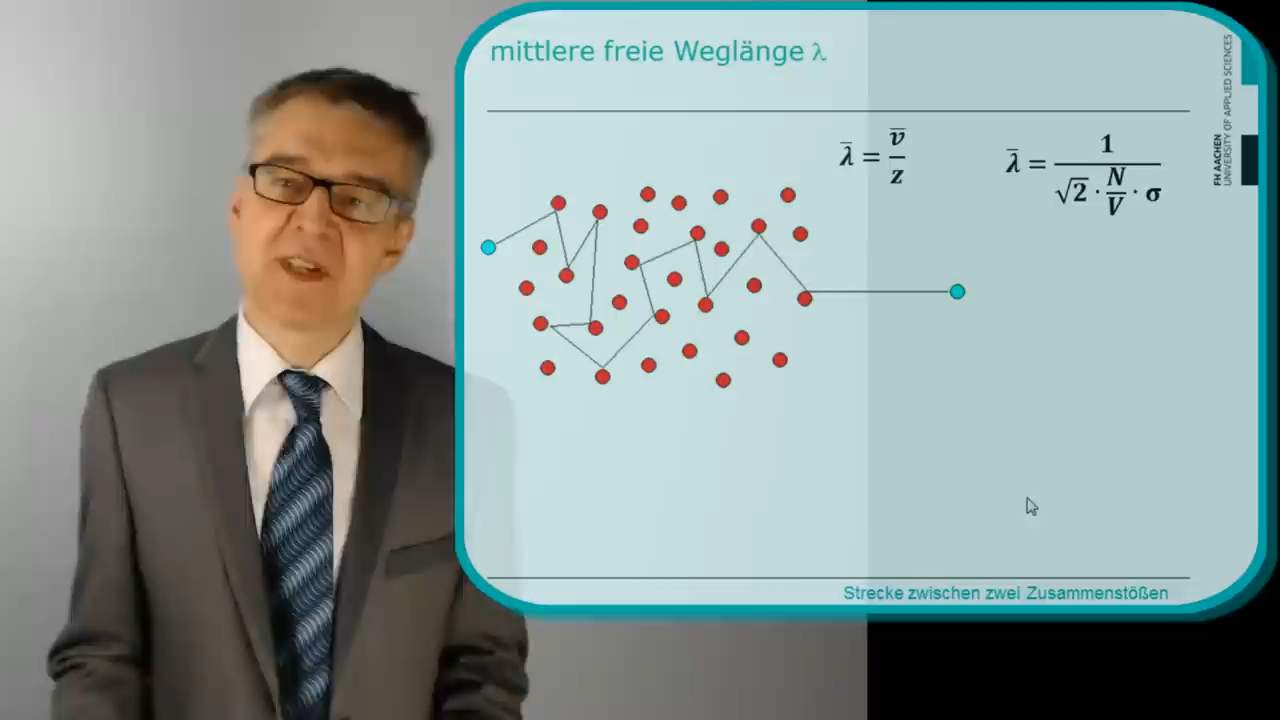 mittlere freie Weglänge λ
λ̅ = v̅ / z
λ̅ = 1 / (√2 · N/V · σ)
FH AACHEN
UNIVERSITY OF APPLIED SCIENCES
Strecke zwischen zwei Zusammenstößen